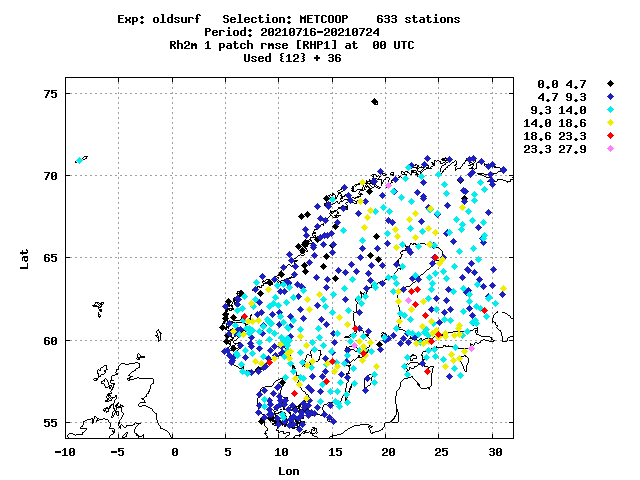 Exp: oldsurf Selection: METCOOP 633 stations
Period: 20210716-20210724
Rh2m 1 patch rmse [RHP1] at 00 UTC
Used {12} + 36
0.0 4.7
4.7 9.3
9.3 14.0
14.0 18.6
18.6 23.3
23.3 27.9
75
70
65
60
55
Lat
-10 -5 0 5 10 15 20 25 30
Lon